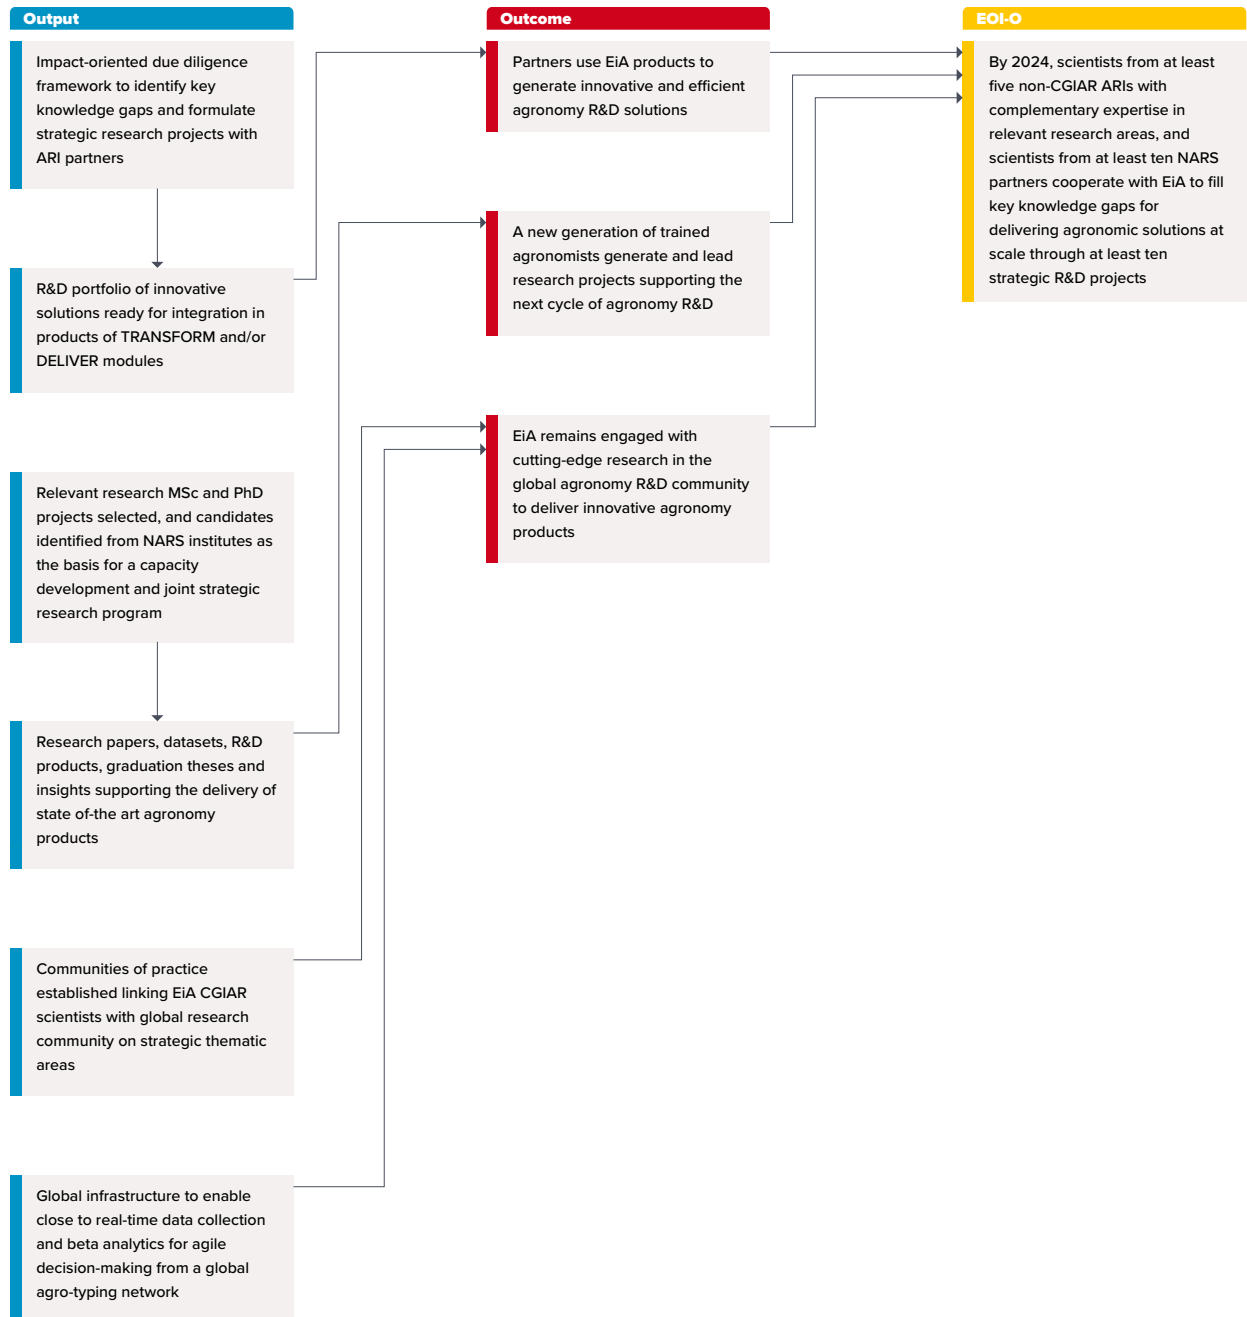 Output
Impact-oriented due diligence
framework to identify key
knowledge gaps and formulate
strategic research projects with
ARI partners
R&D portfolio of innovative
solutions ready for integration in
products of TRANSFORM and/or
DELIVER modules
Relevant research MSc and PhD
projects selected, and candidates
identified from NARS institutes as
the basis for a capacity
development and joint strategic
research program
Research papers, datasets, R&D
products, graduation theses and
insights supporting the delivery of
state of-the art agronomy
products
Communities of practice
established linking EiA CGIAR
scientists with global research
community on strategic thematic
areas
Global infrastructure to enable
close to real-time data collection
and beta analytics for agile
decision-making from a global
agro-typing network
Outcome
Partners use EiA products to
generate innovative and efficient
agronomy R&D solutions
A new generation of trained
agronomists generate and lead
research projects supporting the
next cycle of agronomy R&D
EiA remains engaged with
cutting-edge research in the
global agronomy R&D community
to deliver innovative agronomy
products
EOI-O
By 2024, scientists from at least
five non-CGIAR ARIs with
complementary expertise in
relevant research areas, and
scientists from at least ten NARS
partners cooperate with EiA to fill
key knowledge gaps for
delivering agronomic solutions at
scale through at least ten
strategic R&D projects